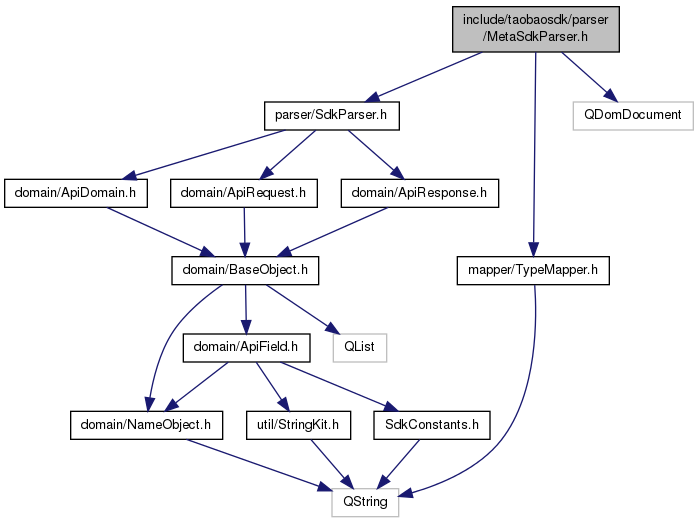 include/taobaosdk/parser
/MetaSdkParser.h
parser/SdkParser.h
QDomDocument
domain/ApiDomain.h
domain/ApiRequest.h
domain/ApiResponse.h
domain/BaseObject.h
mapper/TypeMapper.h
domain/ApiField.h
QList
domain/NameObject.h
util/StringKit.h
SdkConstants.h
QString